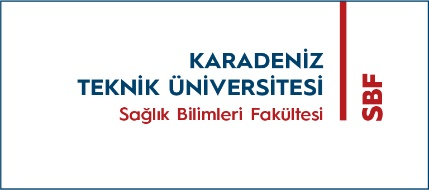 KARADENİZ
TEKNİK ÜNİVERSİTESİ
Sağlık Bilimleri Fakültesi
SBF